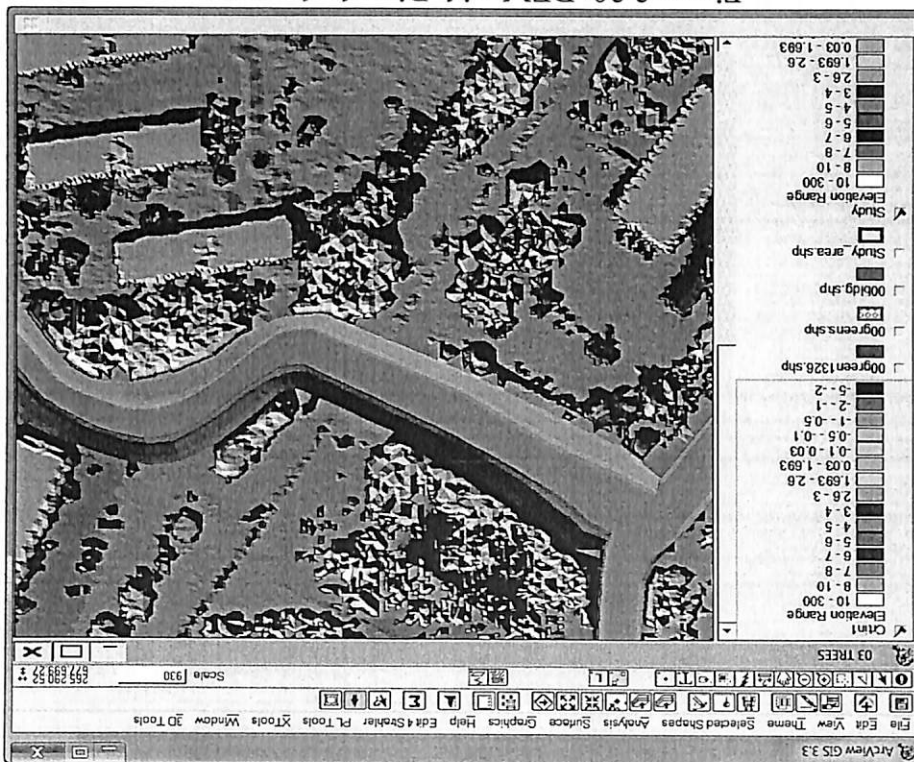 ArcView GIS 3.3
File Edit View Theme Selected Shapes Analysis Surface Graphics Help Edit 4 Strahler PL Tools XTools Window 3D Tools
Scale 930
03 TREES
Crtin1
Elevation Range
10 - 300
8 - 10
7 - 8
6 - 7
5 - 6
4 - 5
3 - 4
2.6 - 3
1.693 - 2.6
0.03 - 1.693
-0.1 - 0.03
-0.5 - -0.1
-1 - -0.5
-2 - -1
-5 - -2
00green1326.shp
00greens.shp
00bldg.shp
Study_area.shp
Study
Elevation Range
10 - 300
8 - 10
7 - 8
6 - 7
5 - 6
4 - 5
3 - 4
2.6 - 3
1.693 - 2.6
0.03 - 1.693